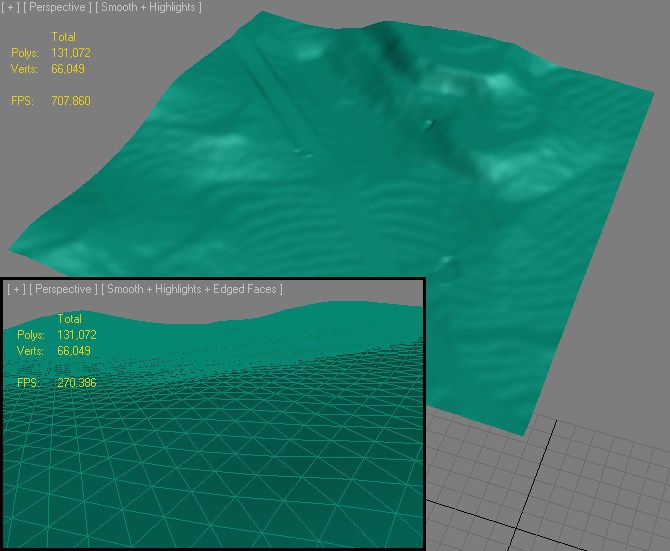 [ + ] [ Perspective ] [ Smooth + Highlights ]
Total
Polys: 131,072
Verts: 66,049
FPS: 707.860
[ + ] [ Perspective ] [ Smooth + Highlights + Edged Faces ]
Total
Polys: 131,072
Verts: 66,049
FPS: 270.386